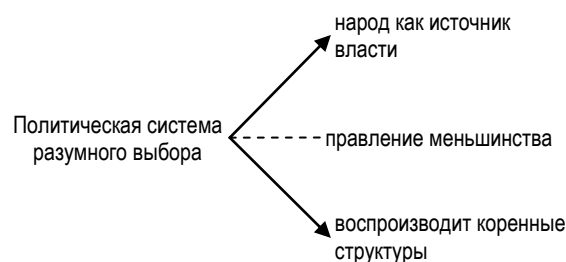 народ как источник
власти
Политическая система
разумного выбора
правление меньшинства
воспроизводит коренные
структуры